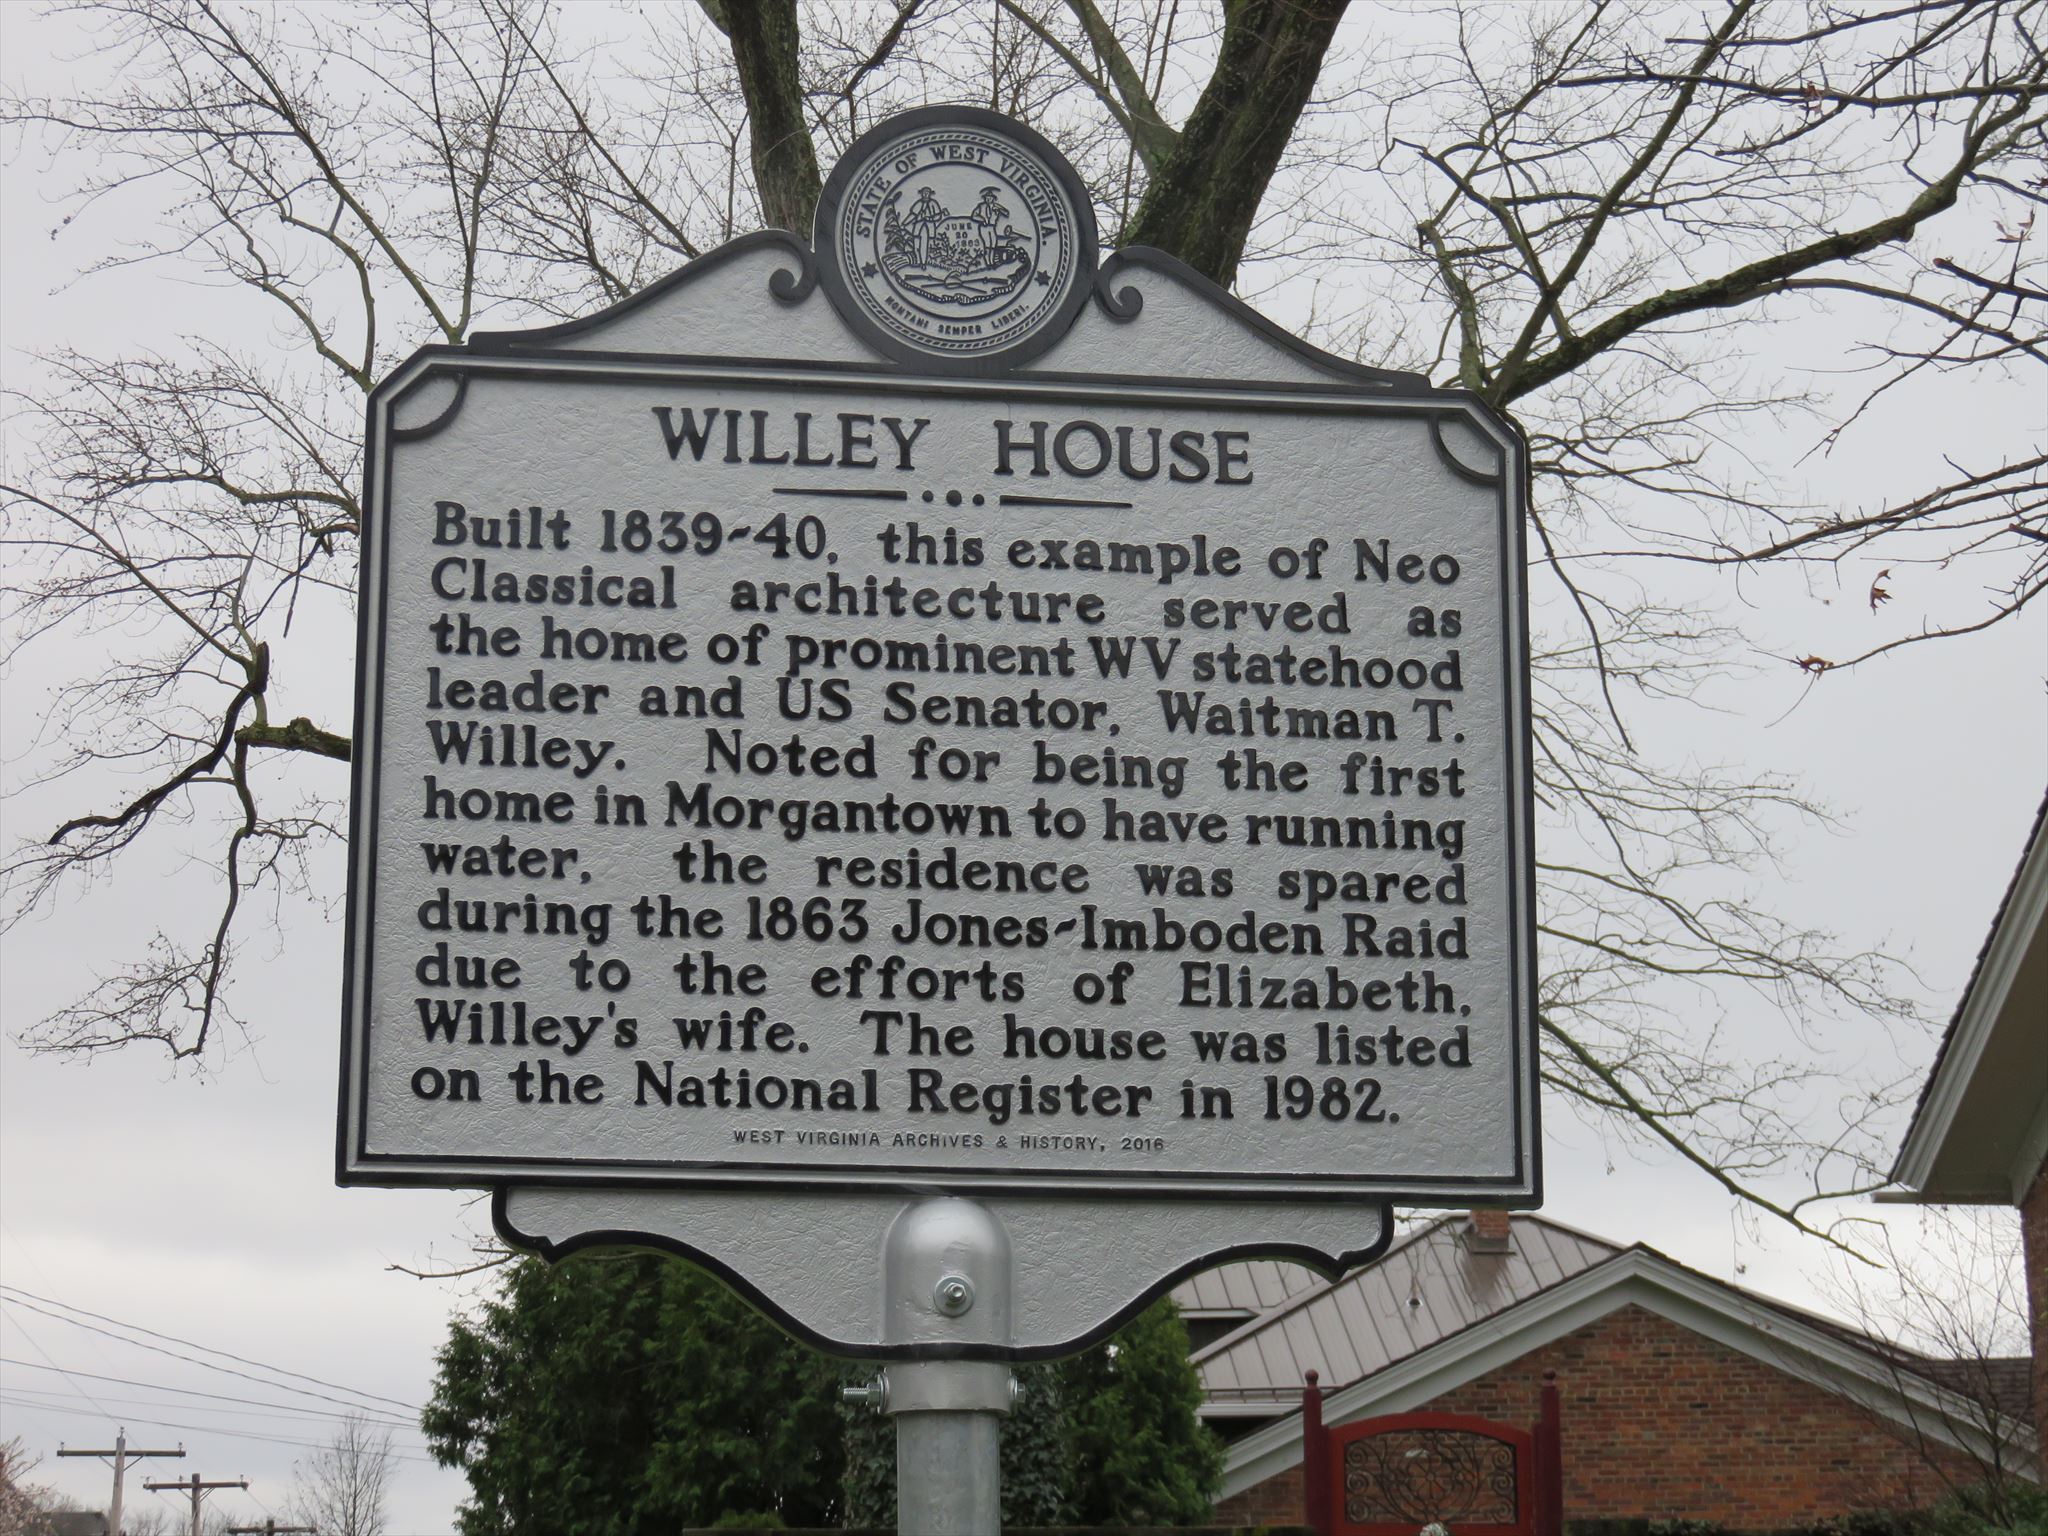 STATE OF WEST VIRGINIA.
JUNE
20
1863
MONTANI SEMPER LIBERI.
WILLEY HOUSE
Built 1839-40, this example of Neo
Classical architecture served as
the home of prominent WV statehood
leader and US Senator, Waitman T.
Willey. Noted for being the first
home in Morgantown to have running
water, the residence was spared
during the 1863 Jones-Imboden Raid
due to the efforts of Elizabeth,
Willey's wife. The house was listed
on the National Register in 1982.
WEST VIRGINIA ARCHIVES & HISTORY, 2016